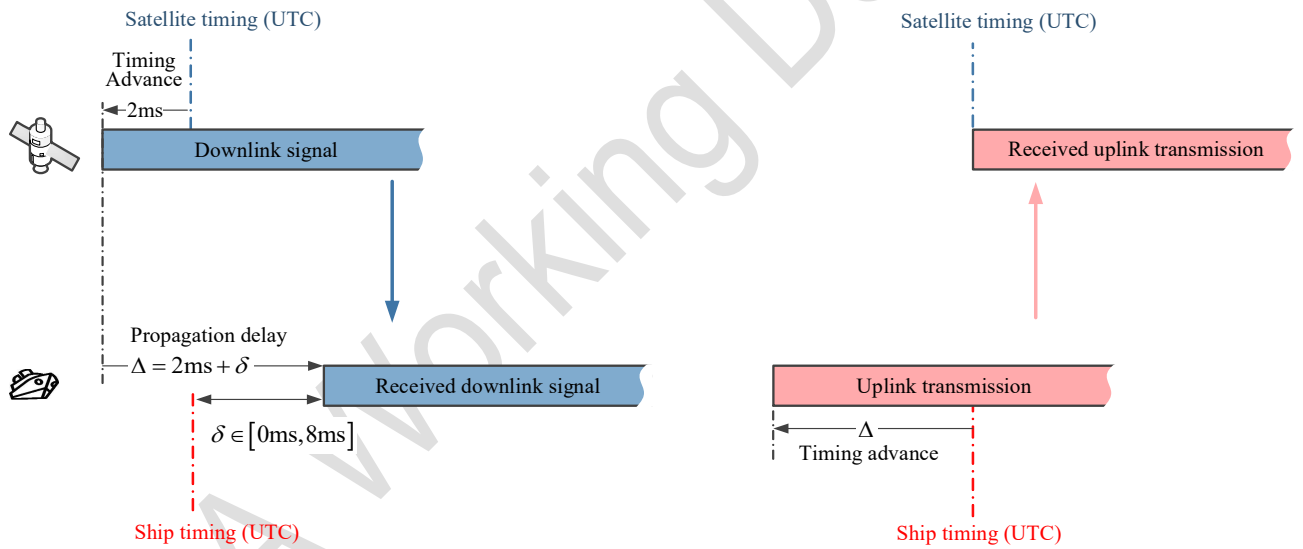 Satellite timing (UTC)
Timing
Advance
2ms
Downlink signal
Propagation delay
Δ = 2ms + δ
Received downlink signal
δ ∈ [0ms, 8ms]
Ship timing (UTC)
Satellite timing (UTC)
Received uplink transmission
Uplink transmission
Δ
Timing advance
Ship timing (UTC)
A Working D